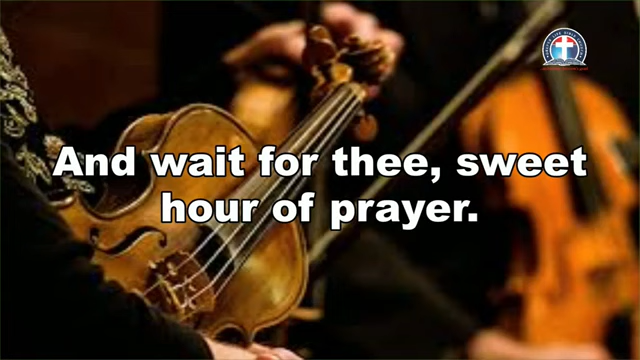 And wait for thee, sweet
hour of prayer.